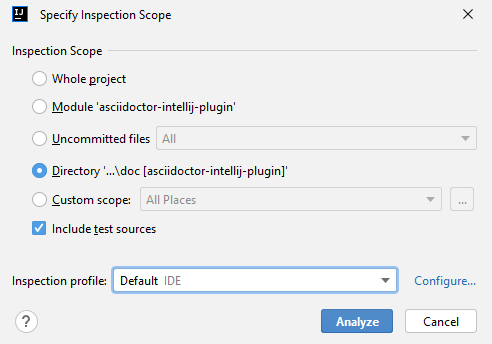 IJ
Specify Inspection Scope
Inspection Scope
Whole project
Module 'asciidoctor-intellij-plugin'
Uncommitted files All
Directory '...\doc [asciidoctor-intellij-plugin]'
Custom scope: All Places ...
Include test sources
Inspection profile: Default IDE Configure...
? Analyze Cancel